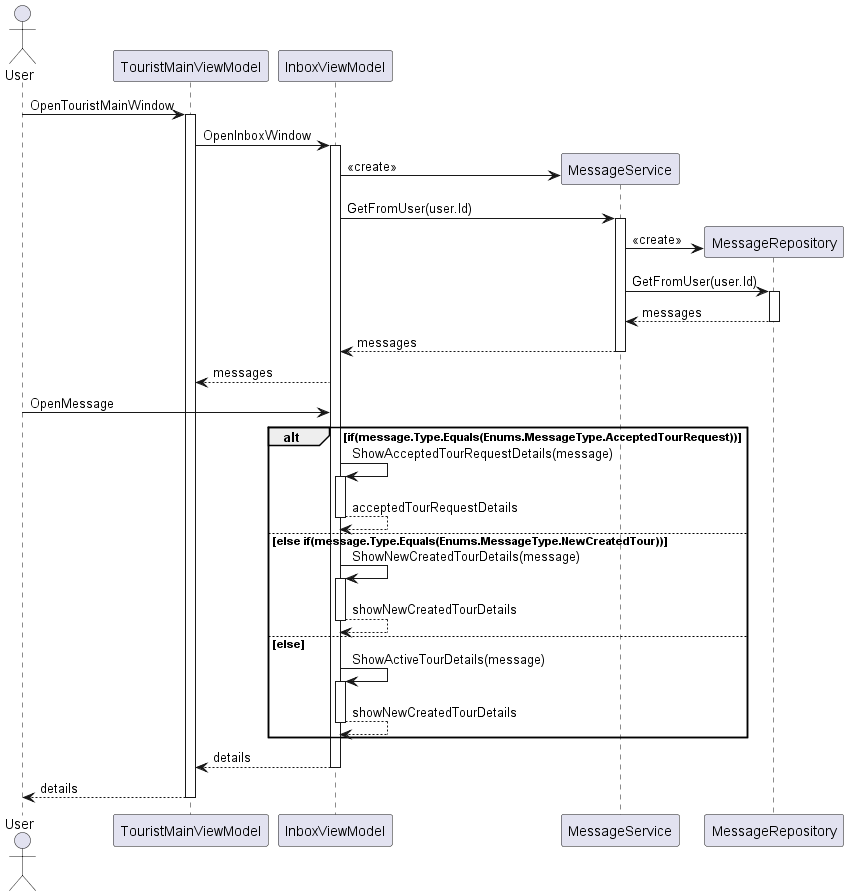 User
TouristMainViewModel
InboxViewModel
OpenTouristMainWindow
OpenInboxWindow
«create»
MessageService
GetFromUser(user.Id)
«create»
MessageRepository
GetFromUser(user.Id)
messages
messages
messages
OpenMessage
alt
[if(message.Type.Equals(Enums.MessageType.AcceptedTourRequest))]
ShowAcceptedTourRequestDetails(message)
acceptedTourRequestDetails
[else if(message.Type.Equals(Enums.MessageType.NewCreatedTour))]
ShowNewCreatedTourDetails(message)
showNewCreatedTourDetails
[else]
ShowActiveTourDetails(message)
showNewCreatedTourDetails
details
details
User
TouristMainViewModel
InboxViewModel
MessageService
MessageRepository